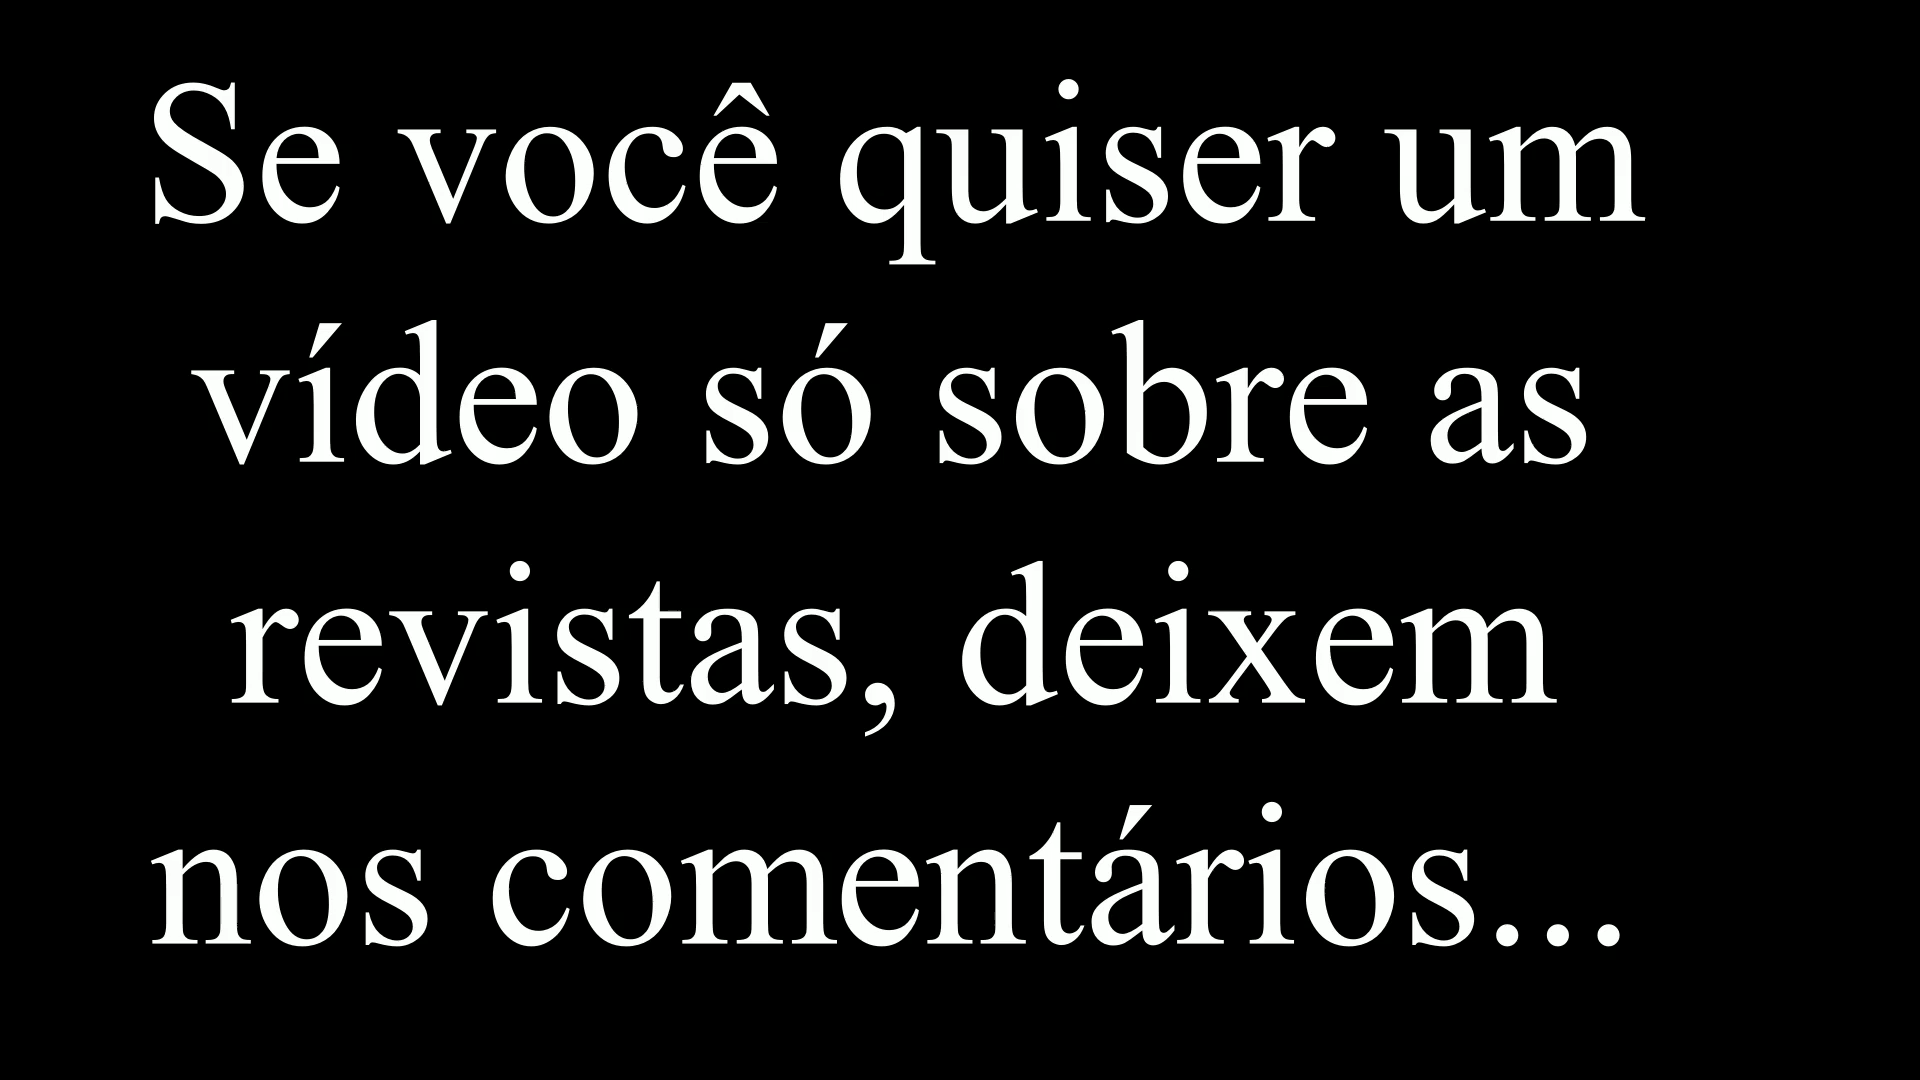 Se você quiser um
vídeo só sobre as
revistas, deixem
nos comentários...